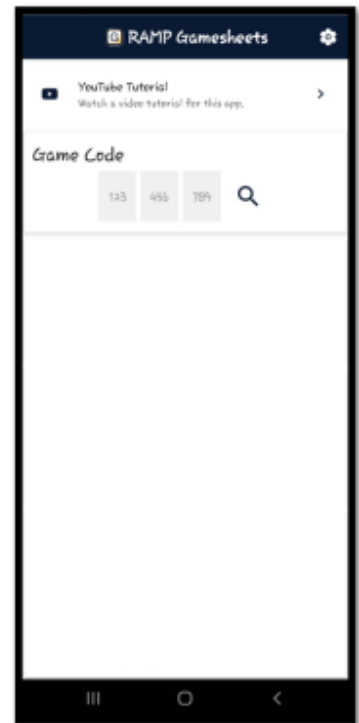 RAMP Gamesheets
YouTube Tutorial
Watch a video tutorial for this app.
Game Code
123 456 789